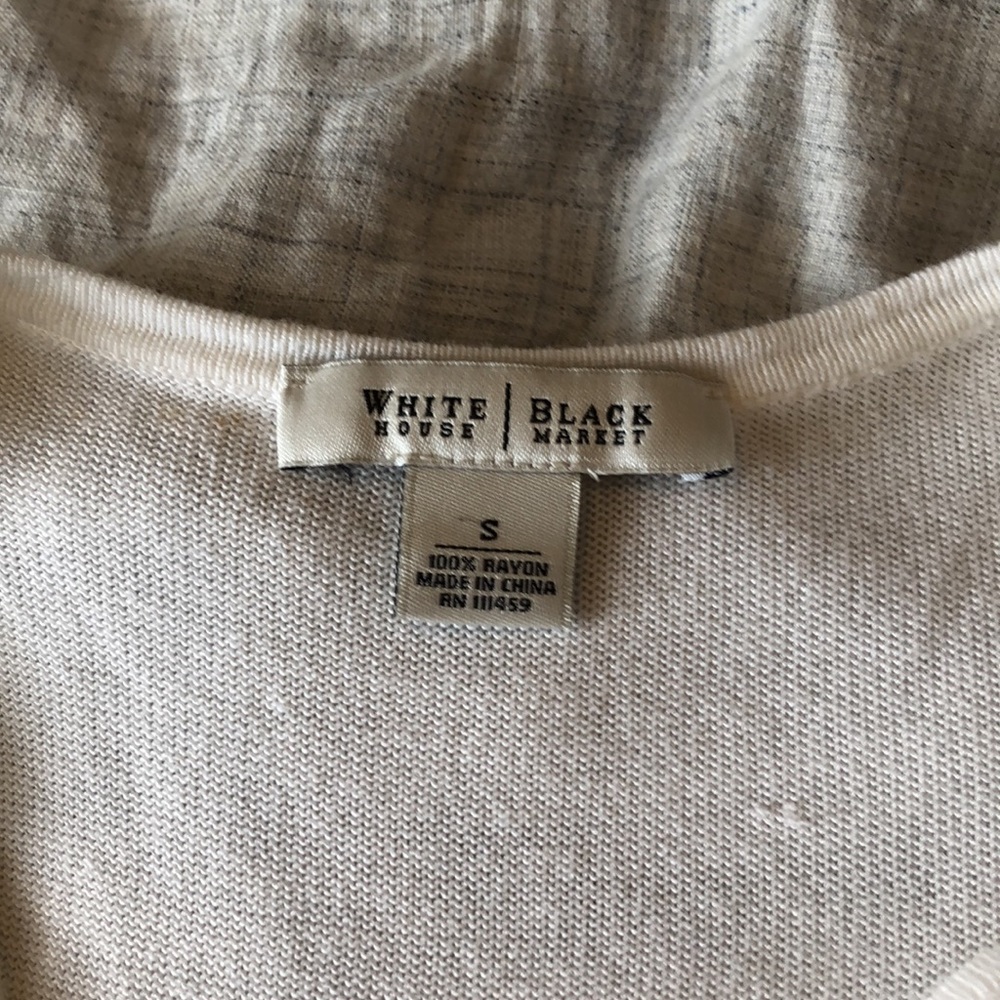 WHITE | BLACK
HOUSE | MARKET
S
100% RAYON
MADE IN CHINA
RN 111459